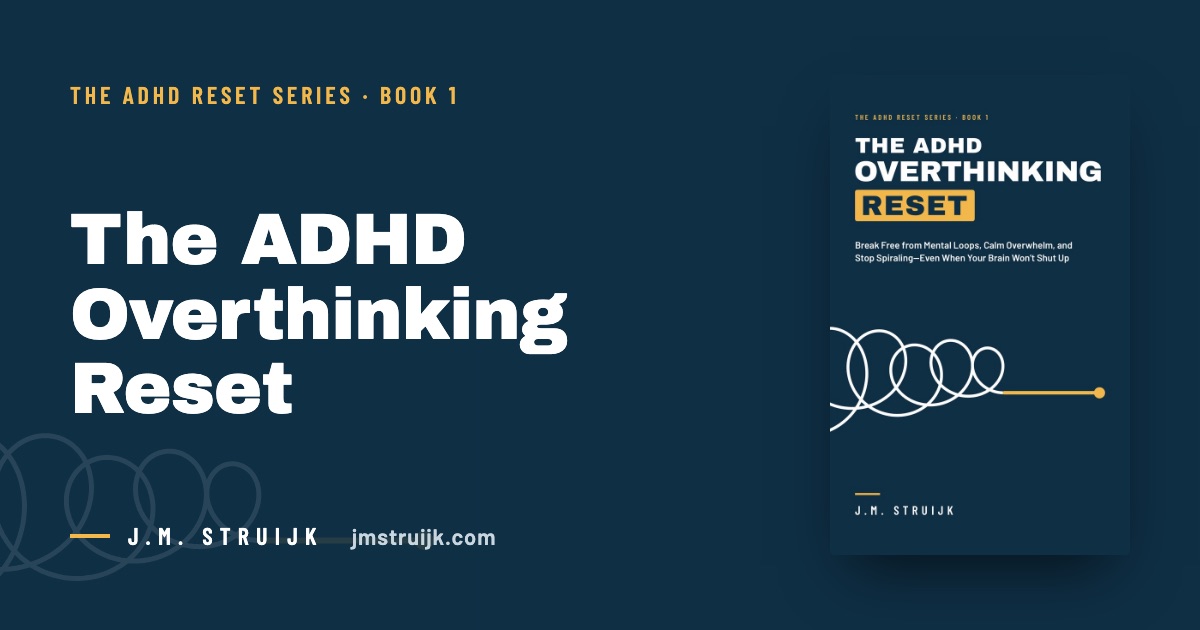 THE ADHD RESET SERIES · BOOK 1
The ADHD
Overthinking
Reset
J.M. STRUIJK
jmstruijk.com
THE ADHD RESET SERIES · BOOK 1
THE ADHD
OVERTHINKING
RESET
Break Free from Mental Loops, Calm Overwhelm, and
Stop Spiraling—Even When Your Brain Won't Shut Up
J.M. STRUIJK